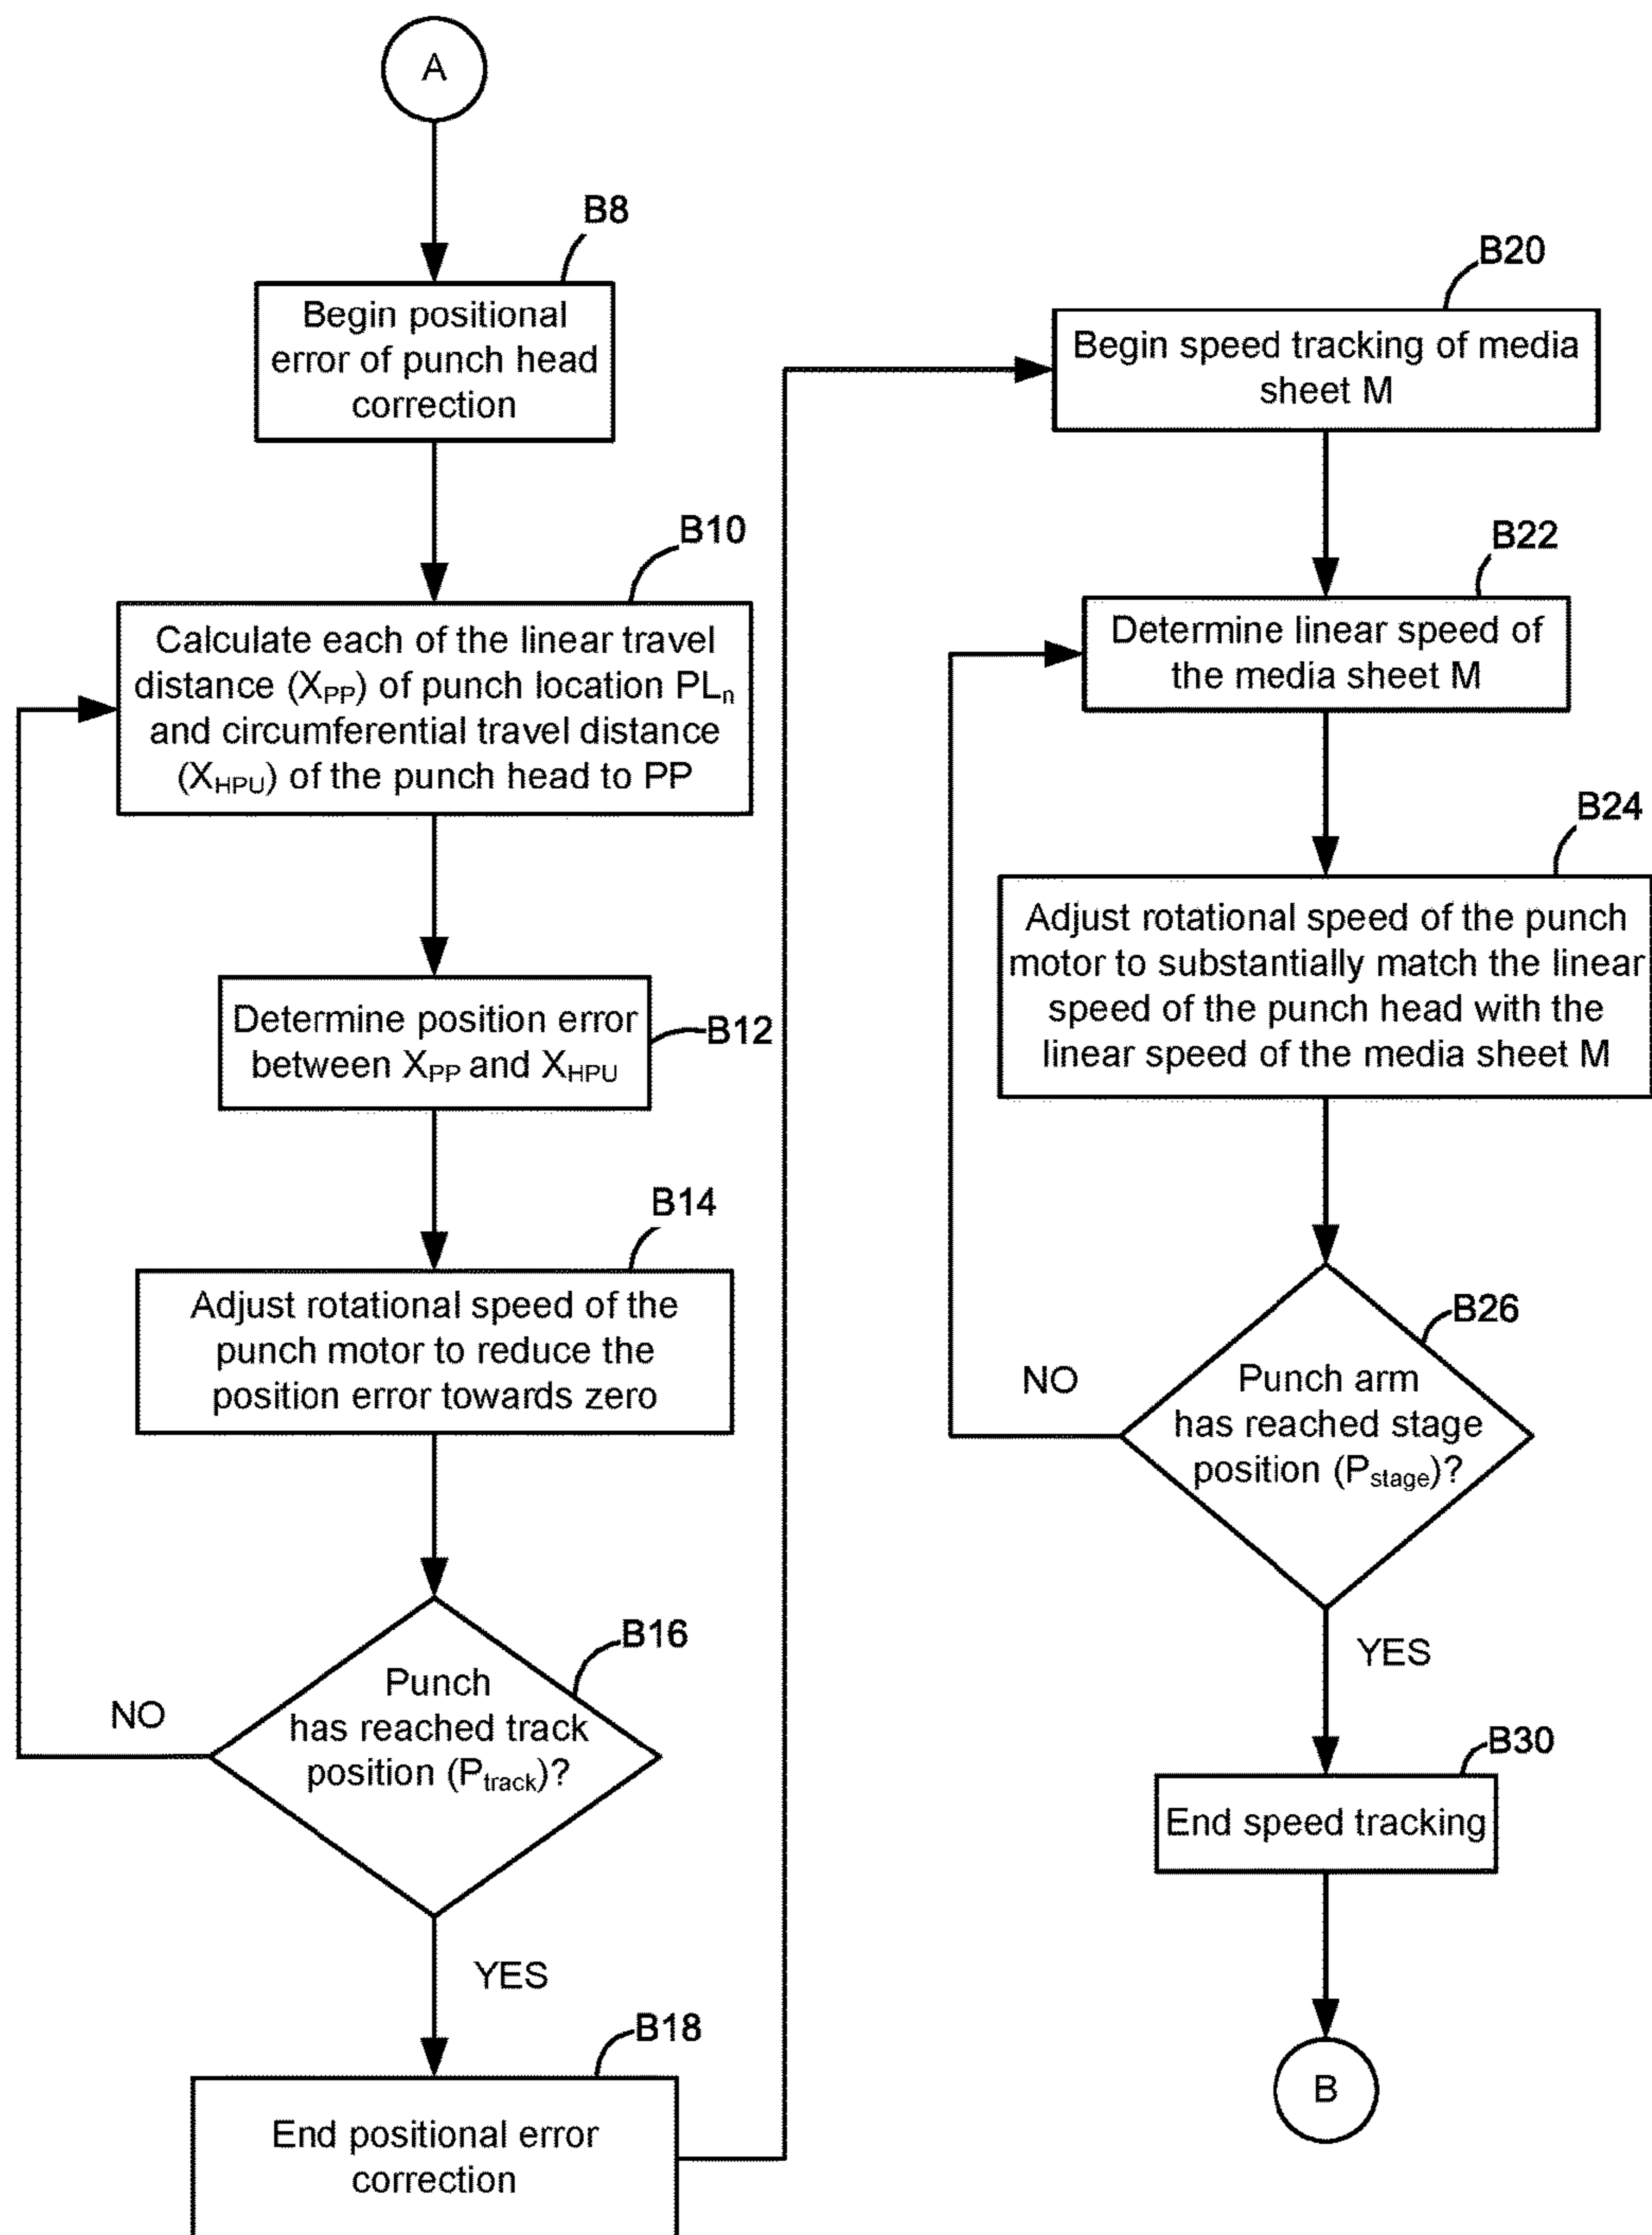 A
B8
Begin positional
error of punch head
correction
B10
Calculate each of the linear travel
distance (XPP) of punch location PLn
and circumferential travel distance
(XHPU) of the punch head to PP
B12
Determine position error
between XPP and XHPU
B14
Adjust rotational speed of the
punch motor to reduce the
position error towards zero
B16
Punch
has reached track
position (Ptrack)?
NO
YES
B18
End positional error
correction
B20
Begin speed tracking of media
sheet M
B22
Determine linear speed of
the media sheet M
B24
Adjust rotational speed of the punch
motor to substantially match the linear
speed of the punch head with the
linear speed of the media sheet M
B26
Punch arm
has reached stage
position (Pstage)?
NO
YES
B30
End speed tracking
B